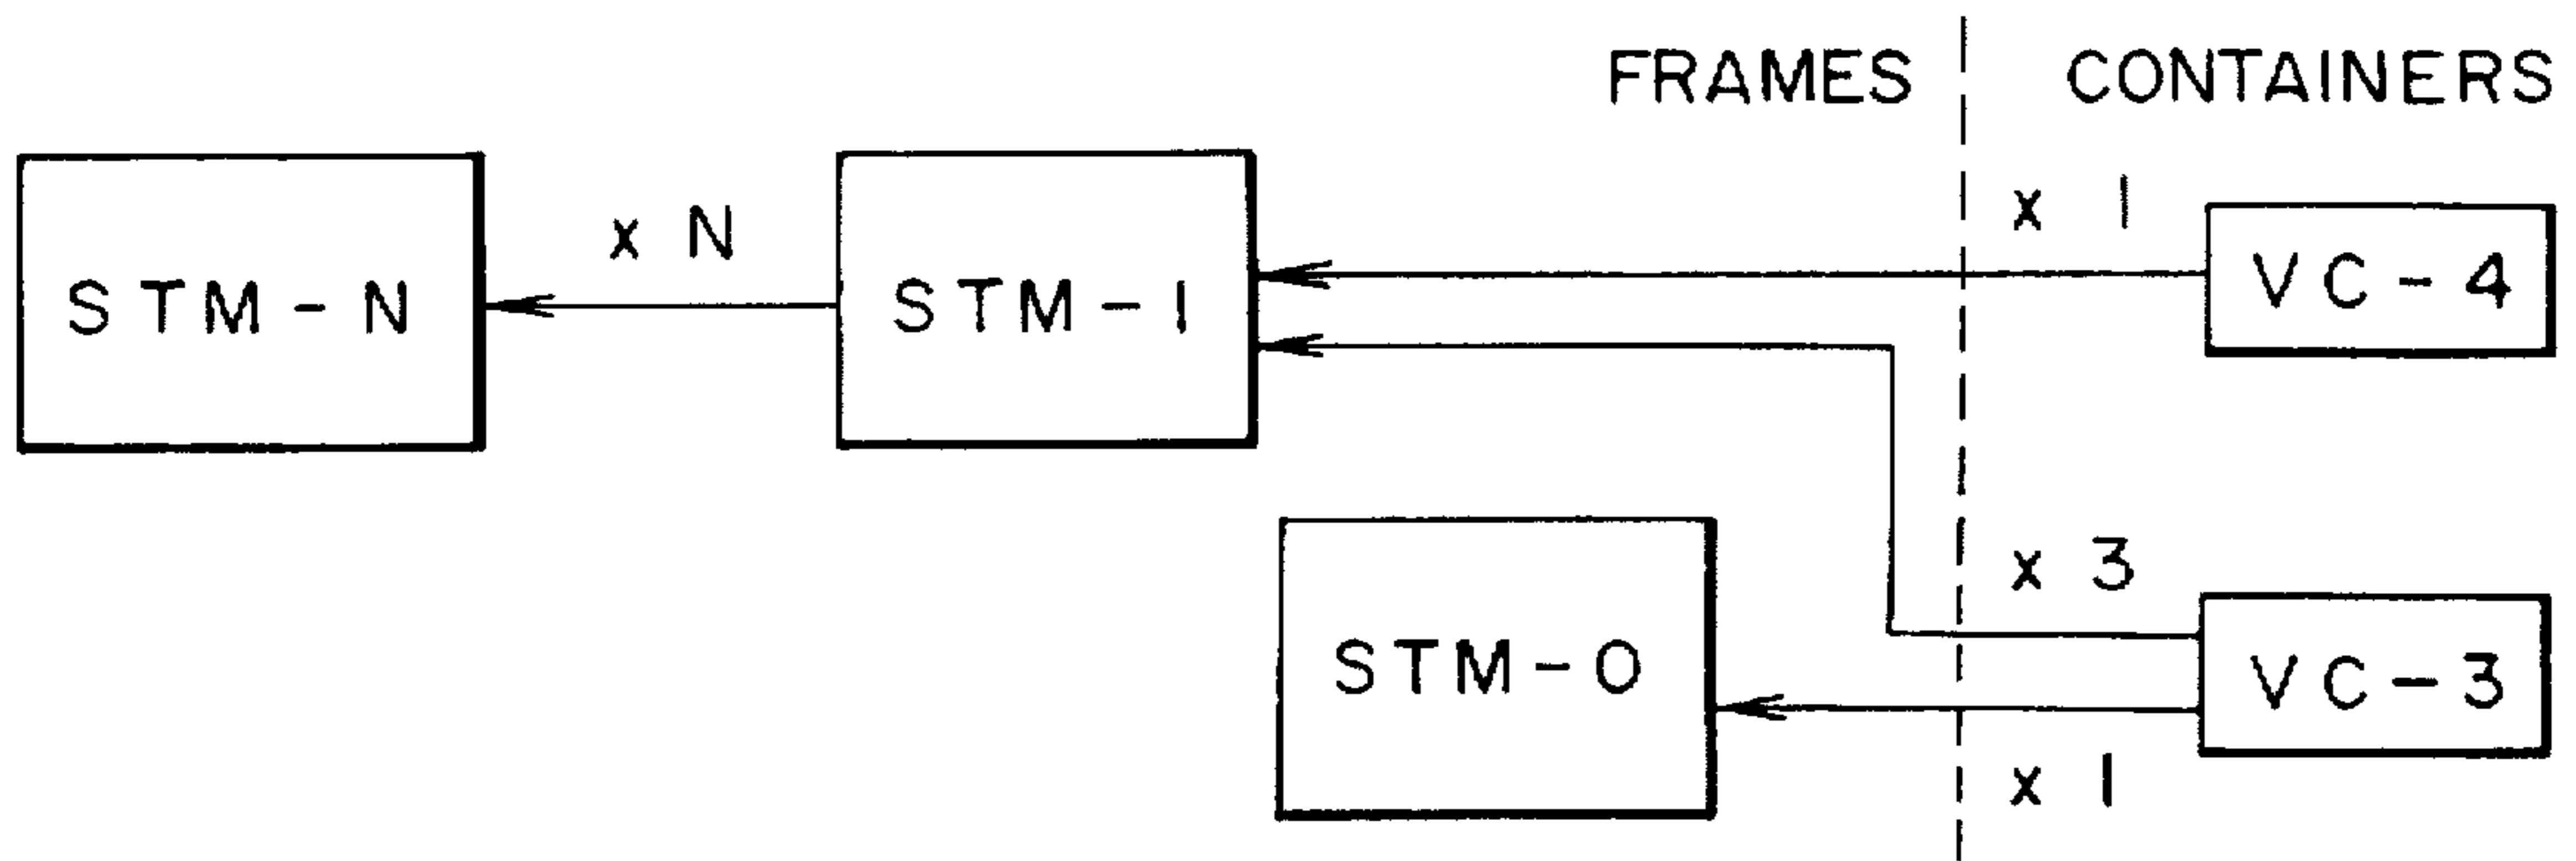 FRAMES
CONTAINERS
x 1
x N
VC-4
STM-N
STM-1
x 3
STM-0
VC-3
x 1